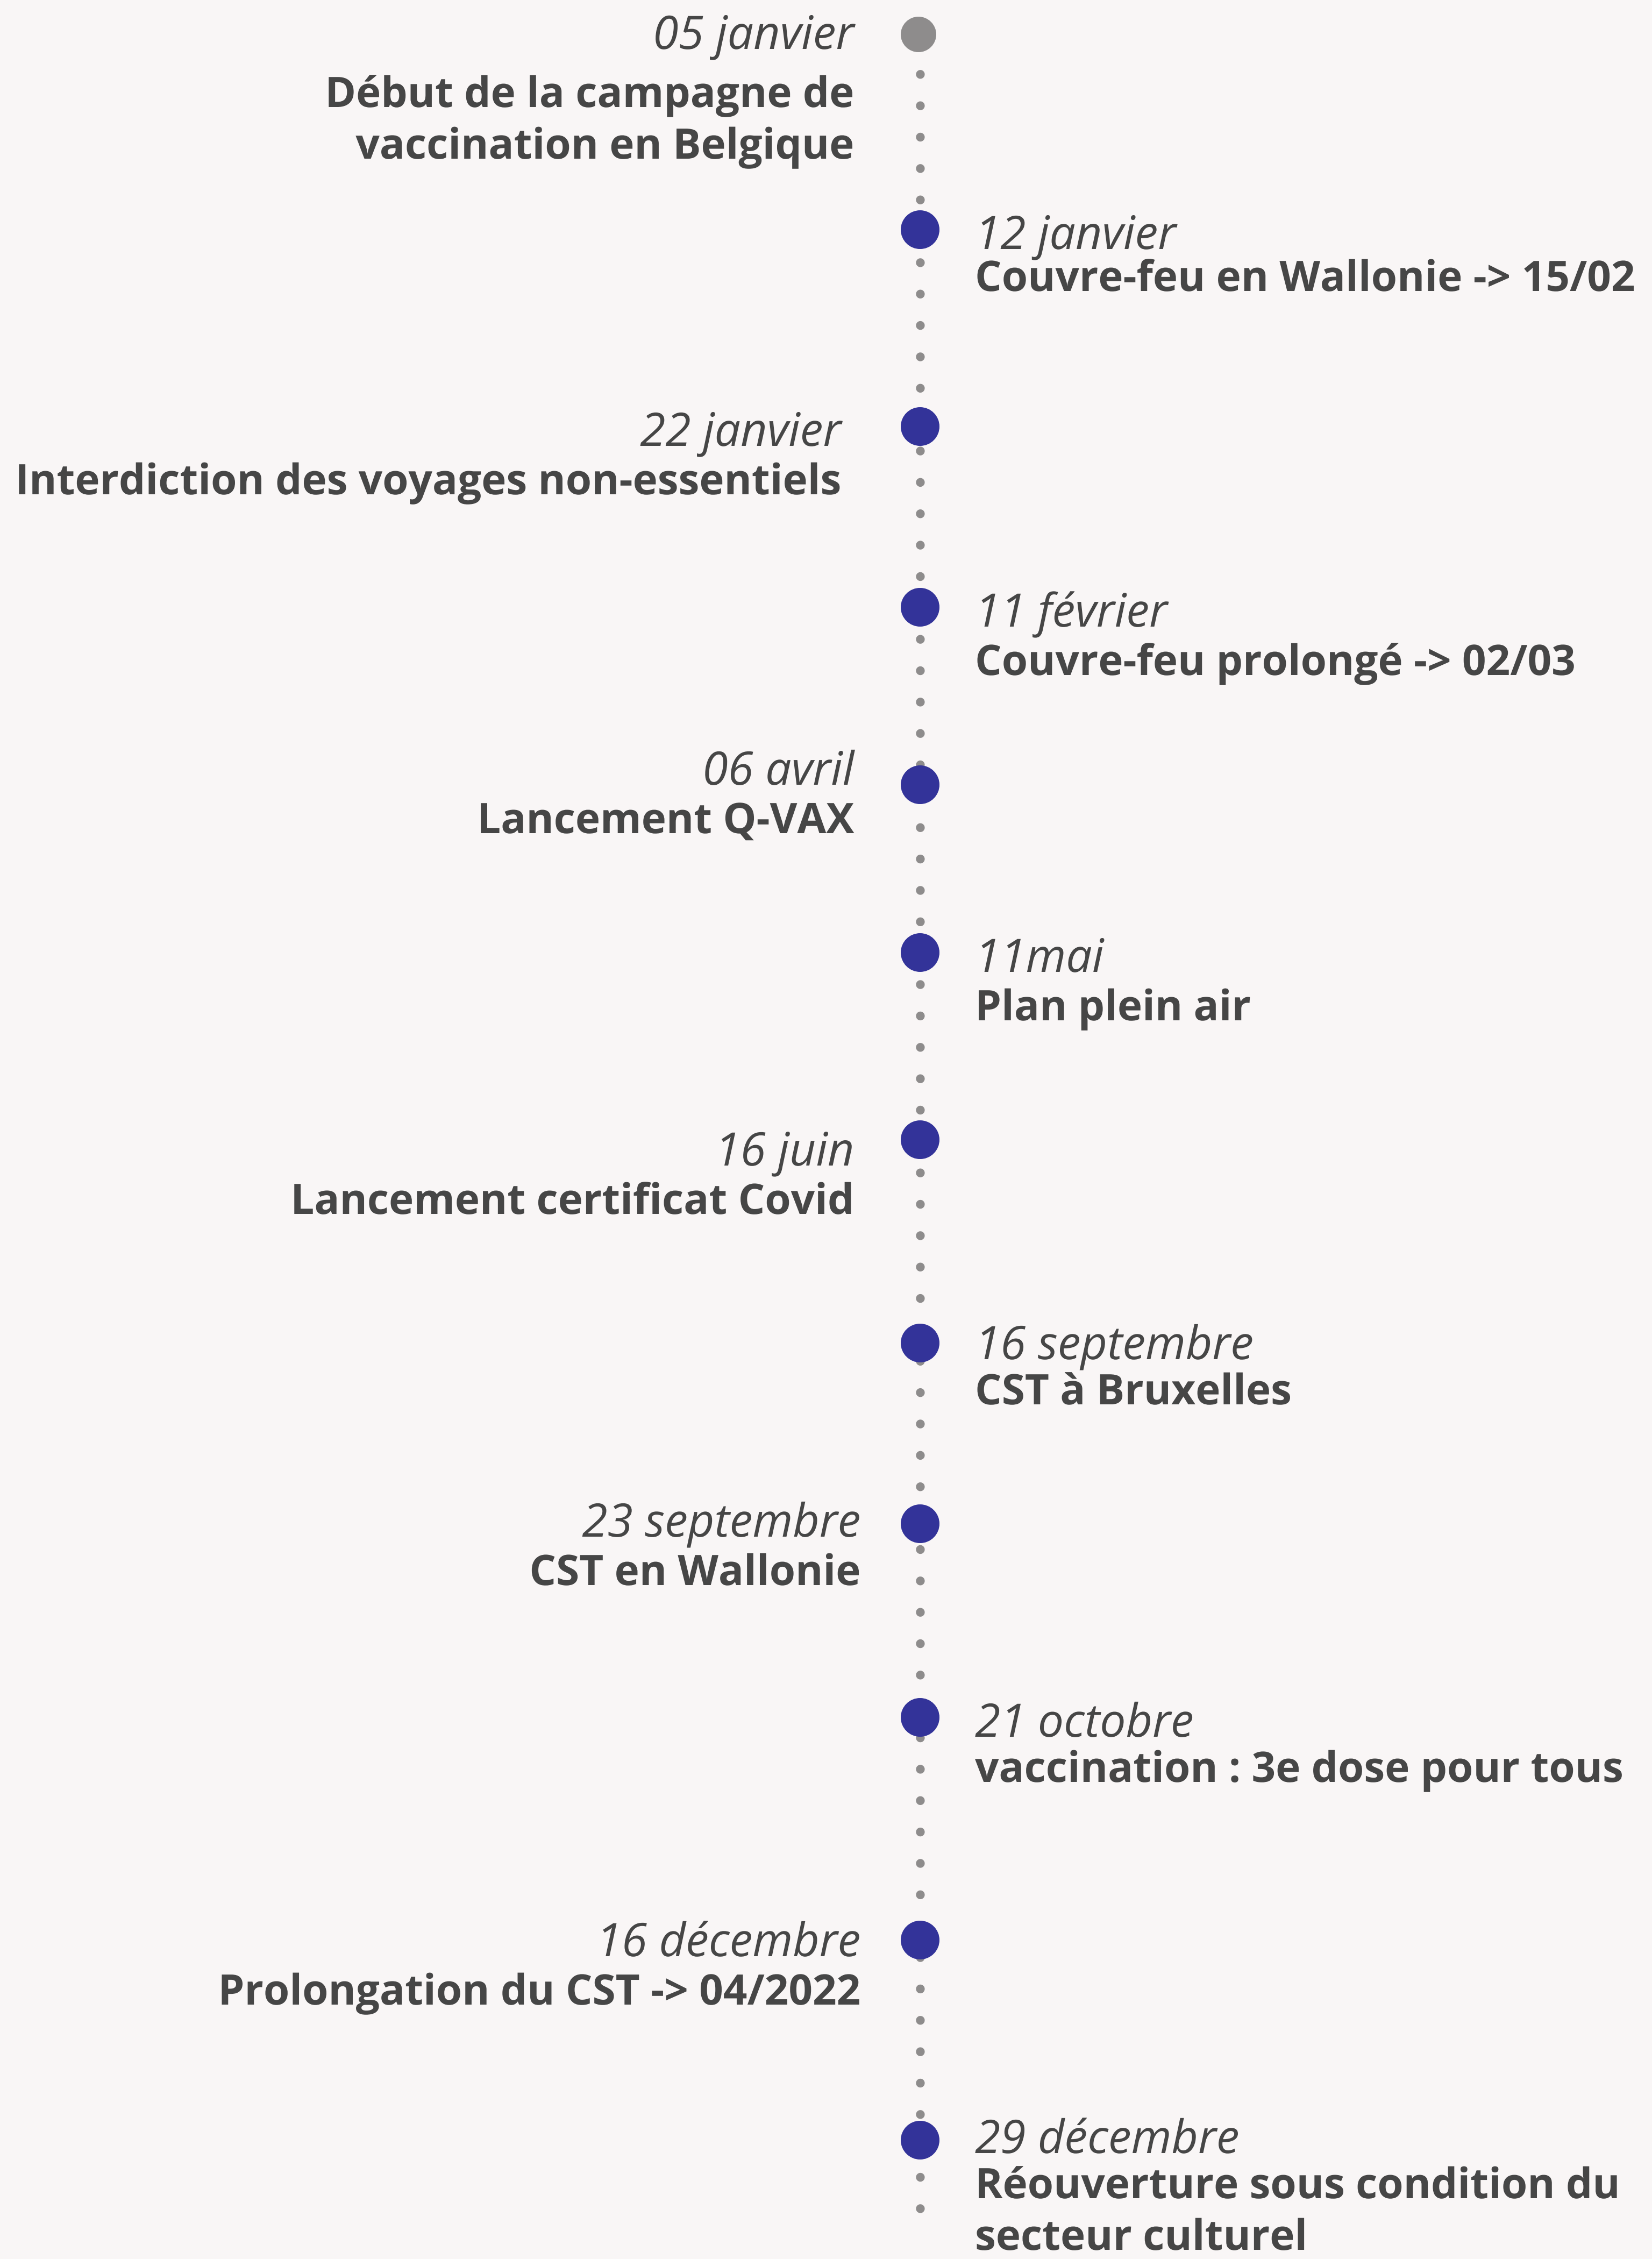 05 janvier
Début de la campagne de
vaccination en Belgique
12 janvier
Couvre-feu en Wallonie -> 15/02
22 janvier
Interdiction des voyages non-essentiels
11 février
Couvre-feu prolongé -> 02/03
06 avril
Lancement Q-VAX
11mai
Plan plein air
16 juin
Lancement certificat Covid
16 septembre
CST à Bruxelles
23 septembre
CST en Wallonie
21 octobre
vaccination : 3e dose pour tous
16 décembre
Prolongation du CST -> 04/2022
29 décembre
Réouverture sous condition du
secteur culturel